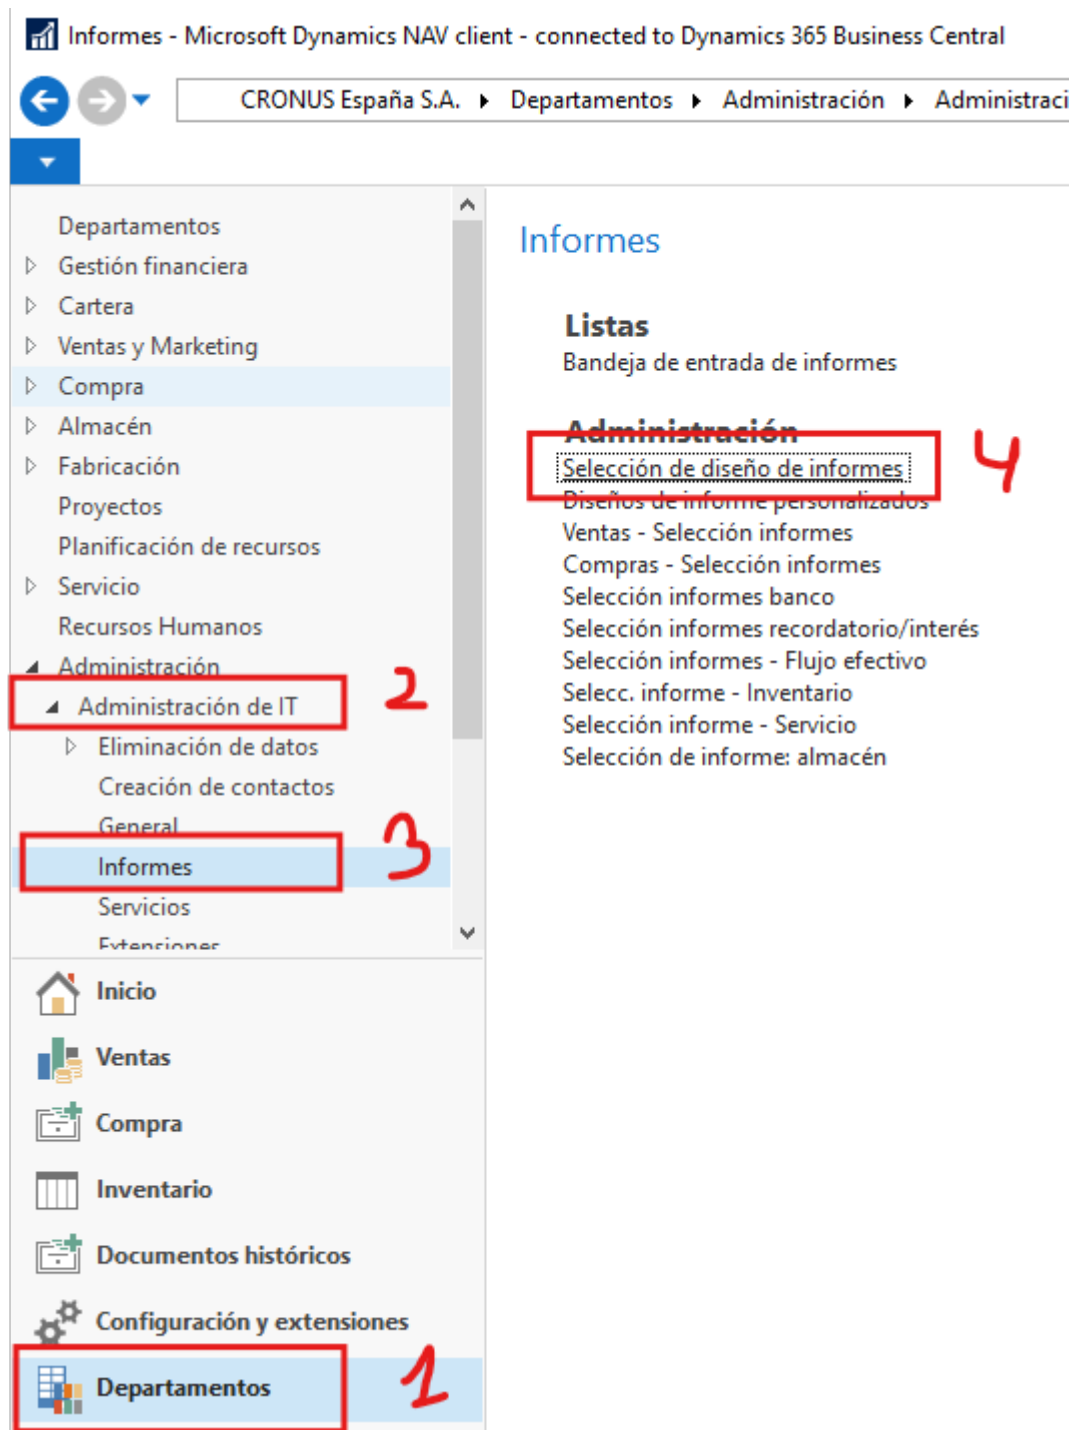 Informes - Microsoft Dynamics NAV client - connected to Dynamics 365 Business Central
CRONUS España S.A. ▸ Departamentos ▸ Administración ▸ Administraci
Departamentos
Gestión financiera
Cartera
Ventas y Marketing
Compra
Almacén
Fabricación
Proyectos
Planificación de recursos
Servicio
Recursos Humanos
Administración
Administración de IT
2
Eliminación de datos
Creación de contactos
General
Informes
3
Servicios
Extensiones
Inicio
Ventas
Compra
Inventario
Documentos históricos
Configuración y extensiones
Departamentos
1
Informes
Listas
Bandeja de entrada de informes
Administración
Selección de diseño de informes
4
Diseños de informe personalizados
Ventas - Selección informes
Compras - Selección informes
Selección informes banco
Selección informes recordatorio/interés
Selección informes - Flujo efectivo
Selecc. informe - Inventario
Selección informe - Servicio
Selección de informe: almacén